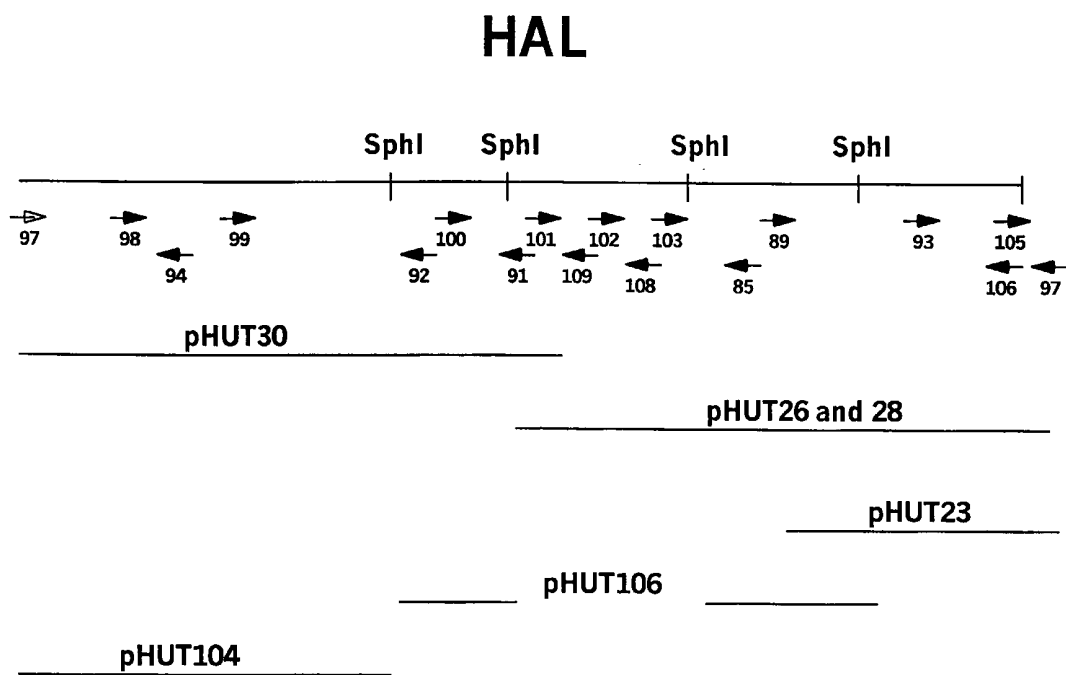 HAL
SphI SphI SphI SphI
97 98 99 100 101 102 103 89 93 105
94 92 91 109 108 85 106 97
pHUT30
pHUT26 and 28
pHUT23
pHUT106
pHUT104